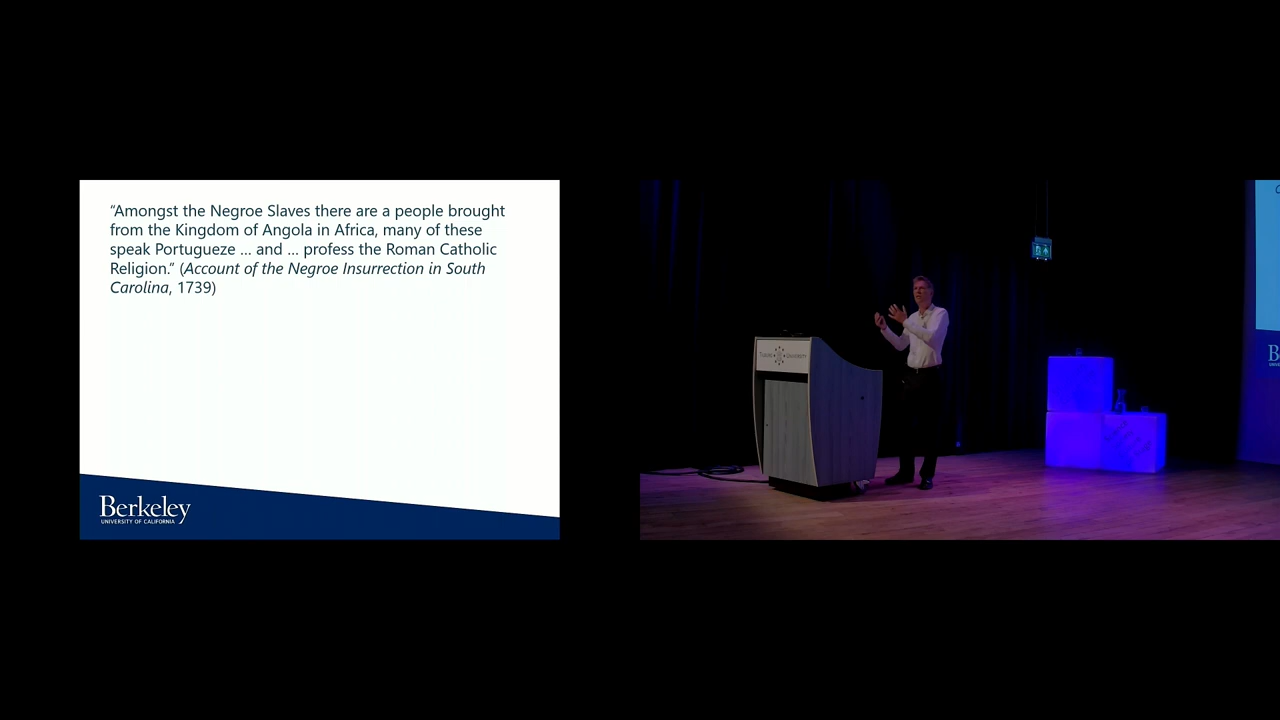 “Amongst the Negroe Slaves there are a people brought
from the Kingdom of Angola in Africa, many of these
speak Portugueze ... and ... profess the Roman Catholic
Religion.” (Account of the Negroe Insurrection in South
Carolina, 1739)
Berkeley
UNIVERSITY OF CALIFORNIA